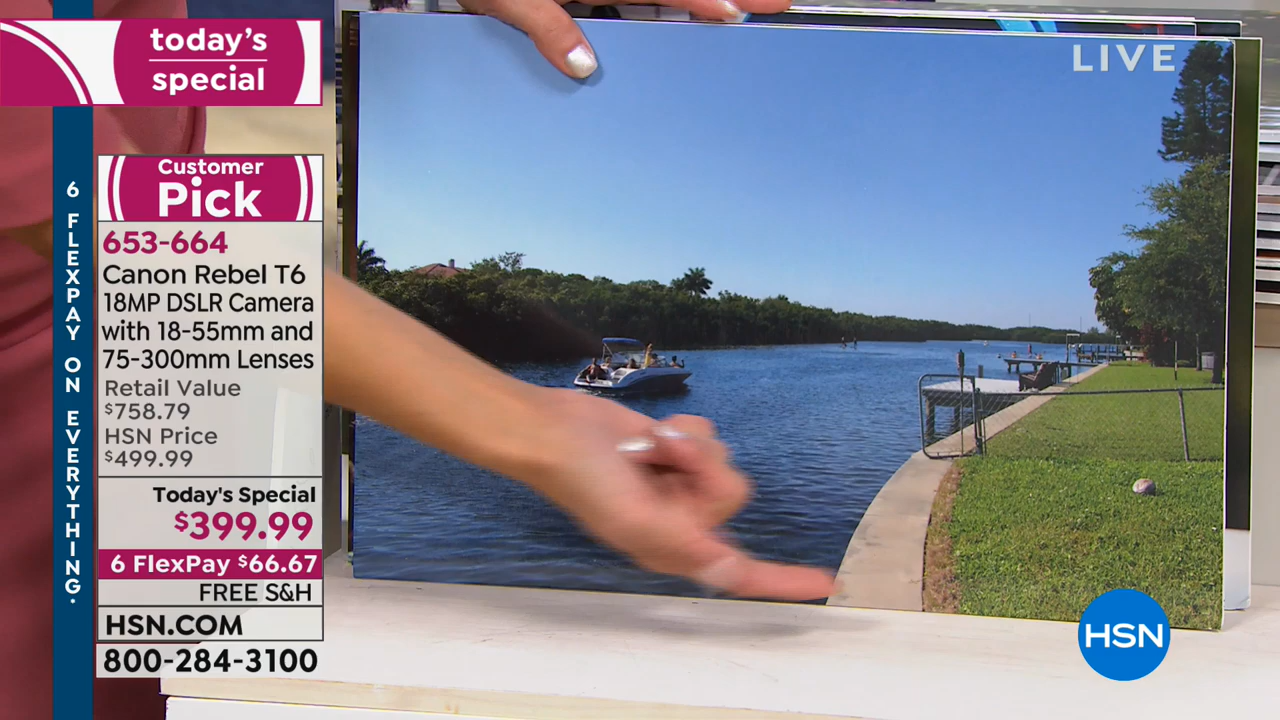 today's
special
LIVE
6 FLEXPAY ON EVERYTHING.
Customer
Pick
653-664
Canon Rebel T6
18MP DSLR Camera
with 18-55mm and
75-300mm Lenses
Retail Value
$758.79
HSN Price
$499.99
Today's Special
$399.99
6 FlexPay $66.67
FREE S&H
HSN.COM
800-284-3100
HSN